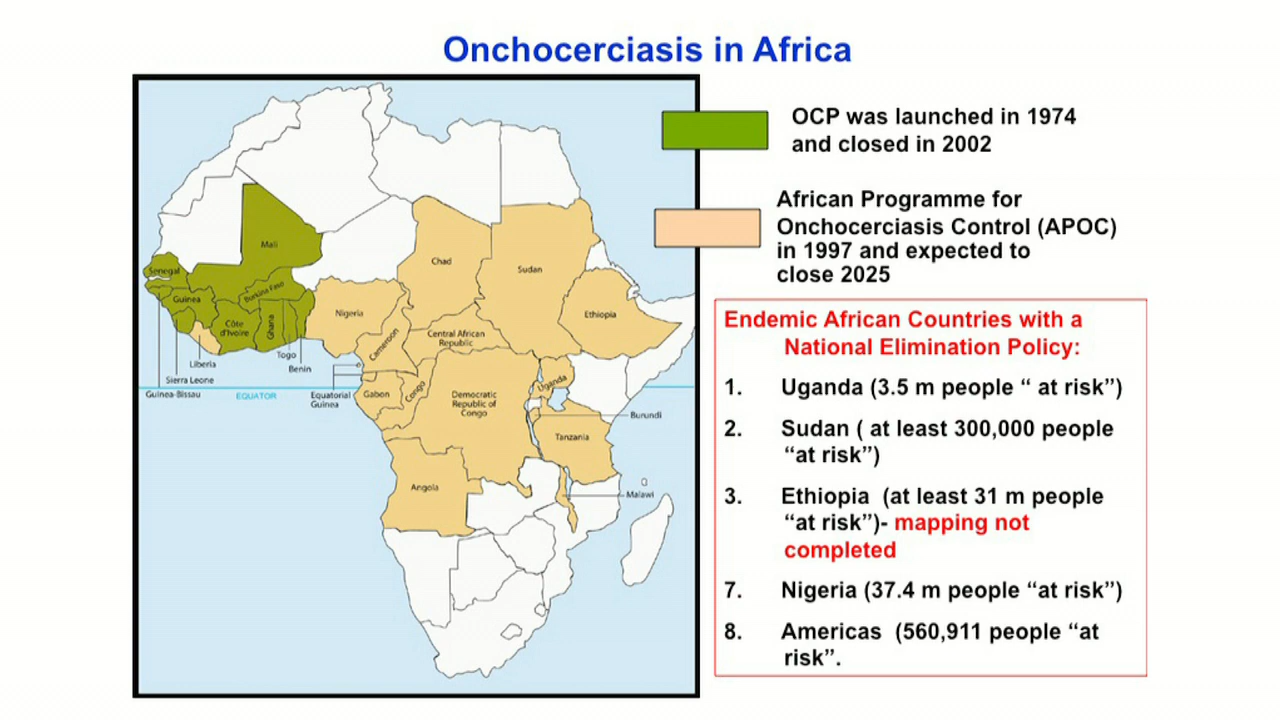 Onchocerciasis in Africa
OCP was launched in 1974
and closed in 2002
African Programme for
Onchocerciasis Control (APOC)
in 1997 and expected to
close 2025
Endemic African Countries with a
National Elimination Policy:
1. Uganda (3.5 m people “ at risk”)
2. Sudan ( at least 300,000 people
“at risk”)
3. Ethiopia (at least 31 m people
“at risk”)- mapping not
completed
7. Nigeria (37.4 m people “at risk”)
8. Americas (560,911 people “at
risk”.
Mali
Senegal
Guinea
Burkina Faso
Côte
d'Ivoire
Ghana
Liberia
Togo
Benin
Sierra Leone
Guinea-Bissau
EQUATOR
Equatorial
Guinea
Nigeria
Chad
Sudan
Ethiopia
Cameroon
Central African
Republic
Gabon
Congo
Democratic
Republic of
Congo
Uganda
Burundi
Tanzania
Angola
Malawi